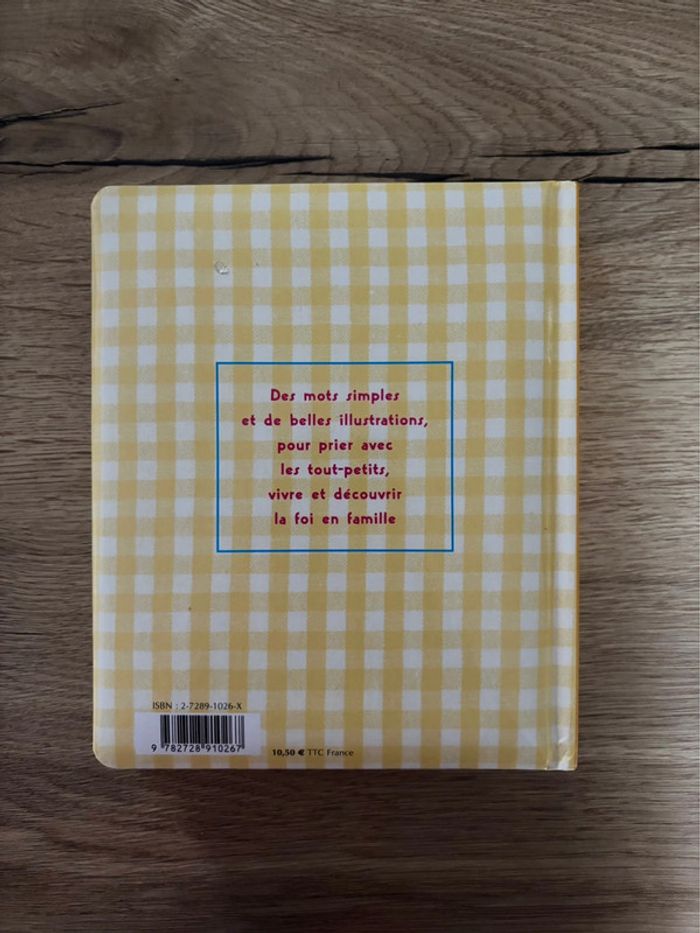 Des mots simples
et de belles illustrations,
pour prier avec
les tout-petits,
vivre et découvrir
la foi en famille
ISBN : 2-7289-1026-X
9 782728 910267
10,50 € TTC France